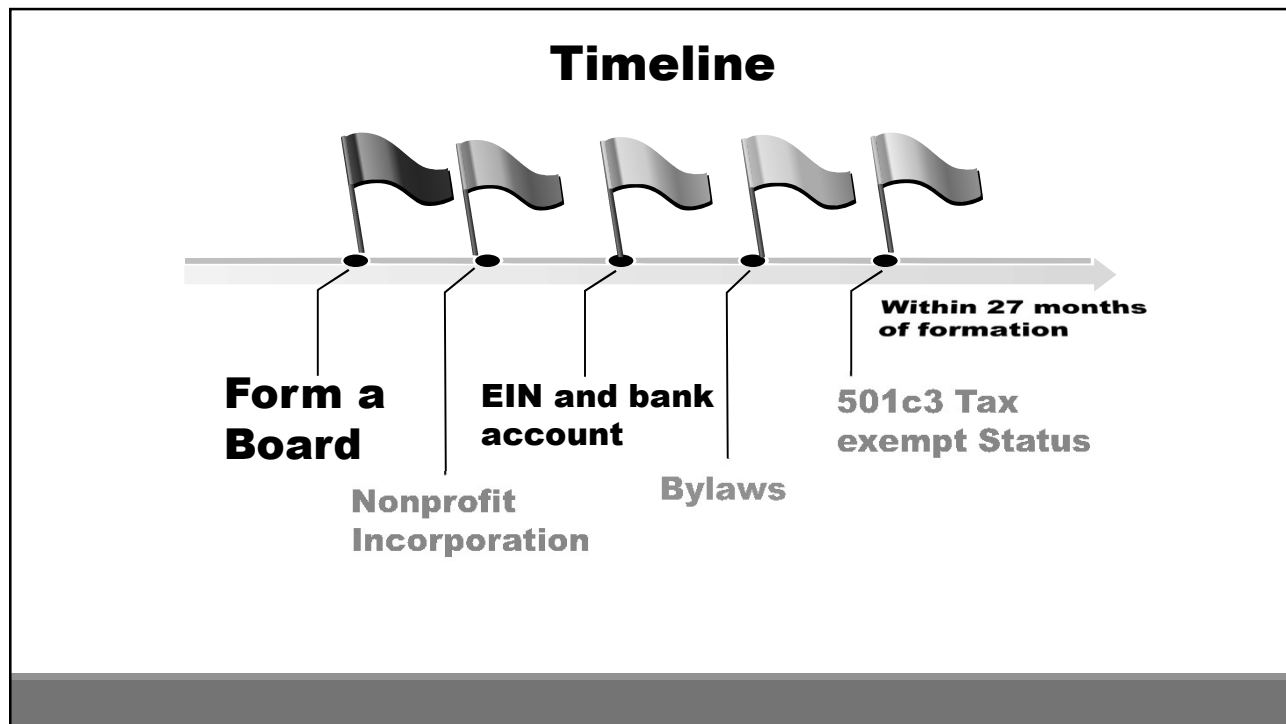 Timeline
Within 27 months
of formation
Form a
Board
EIN and bank
account
501c3 Tax
exempt Status
Nonprofit
Incorporation
Bylaws